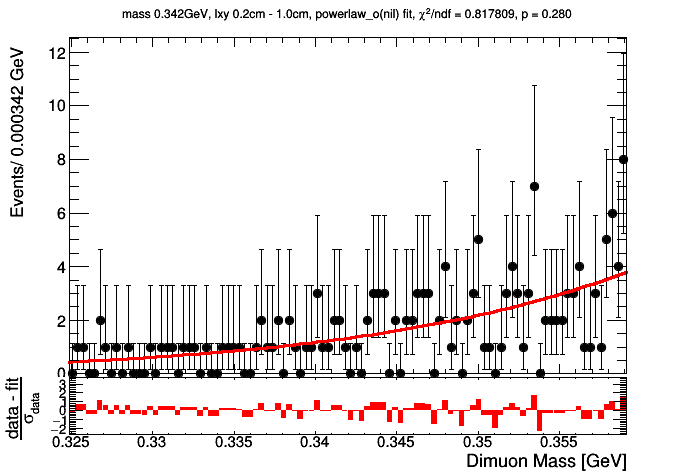 mass 0.342GeV, lxy 0.2cm - 1.0cm, powerlaw_o(nil) fit, χ²/ndf = 0.817809, p = 0.280
Events/ 0.000342 GeV
12
10
8
6
4
2
0
data - fit
σdata
3
2
1
0
−1
−2
0.325 0.33 0.335 0.34 0.345 0.35 0.355
Dimuon Mass [GeV]